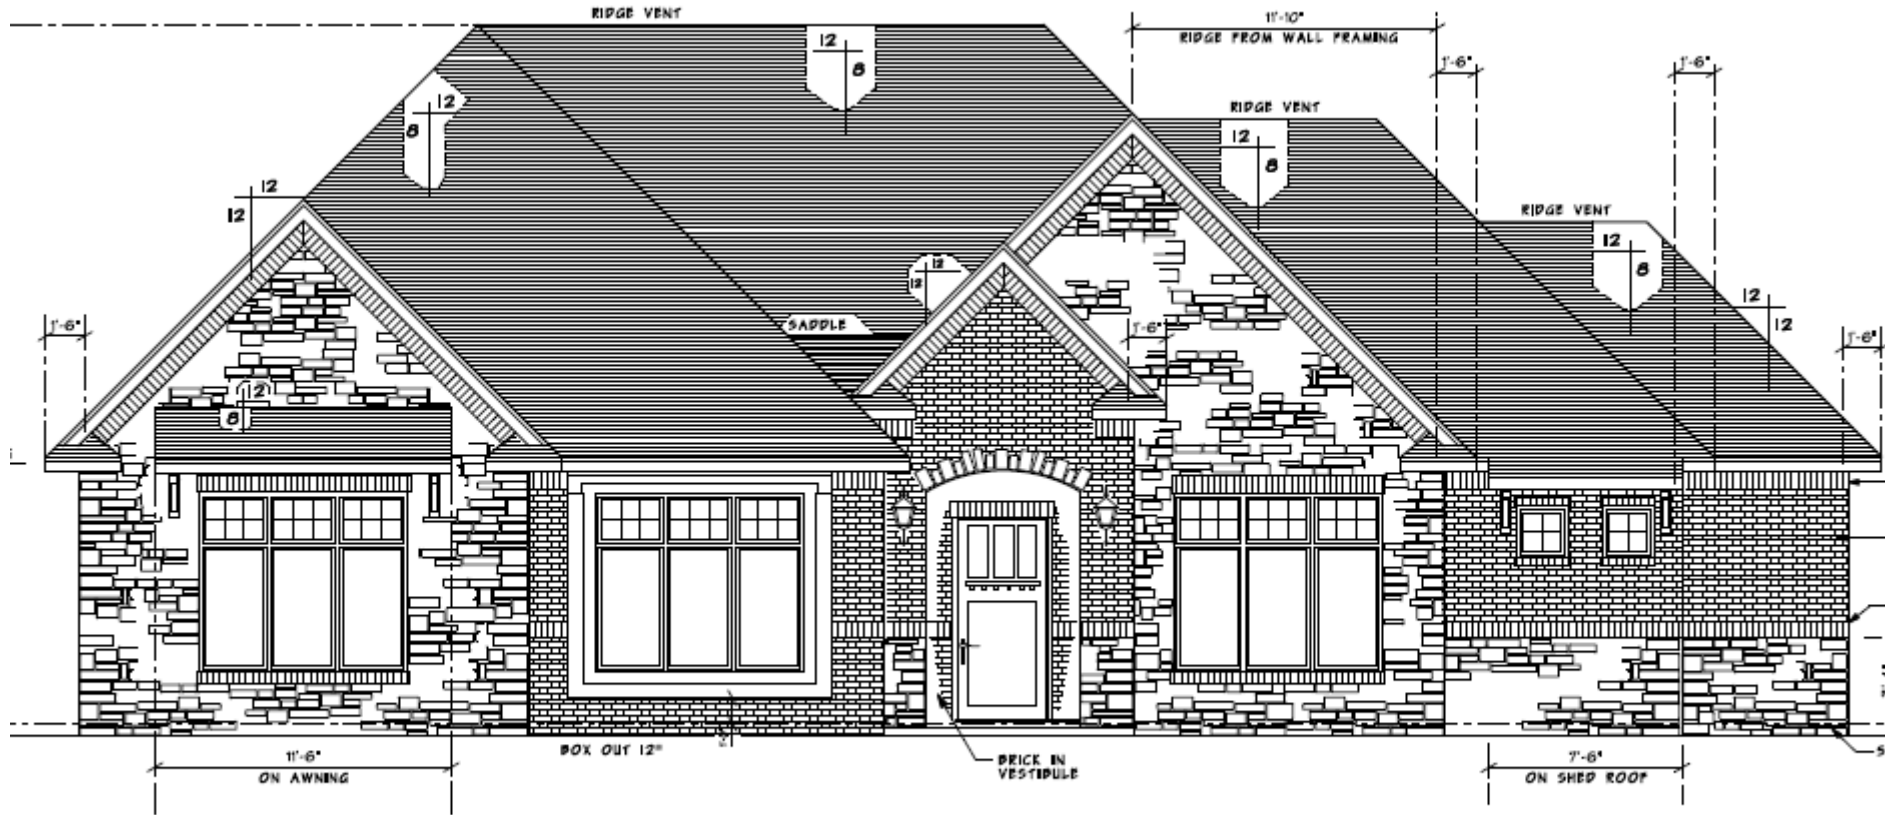 RIDGE VENT
11'-10"
RIDGE FROM WALL FRAMING
1'-6"
1'-6"
12
8
12
8
RIDGE VENT
12
8
12
12
RIDGE VENT
12
8
12
12
12
12
1'-6"
SADDLE
1'-6"
1'-6"
12
8
BOX OUT 12"
11'-6"
ON AWNING
BRICK IN
VESTIBULE
7'-6"
ON SHED ROOF
S